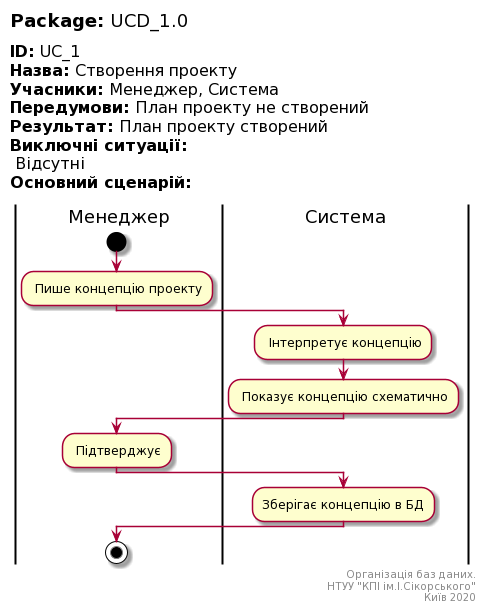 Package: UCD_1.0
ID: UC_1
Назва: Створення проекту
Учасники: Менеджер, Система
Передумови: План проекту не створений
Результат: План проекту створений
Виключні ситуації:
Відсутні
Основний сценарій:
Менеджер
Система
Пише концепцію проекту
Інтерпретує концепцію
Показує концепцію схематично
Підтверджує
Зберігає концепцію в БД
Організація баз даних.
НТУУ "КПІ ім.І.Сікорського"
Київ 2020